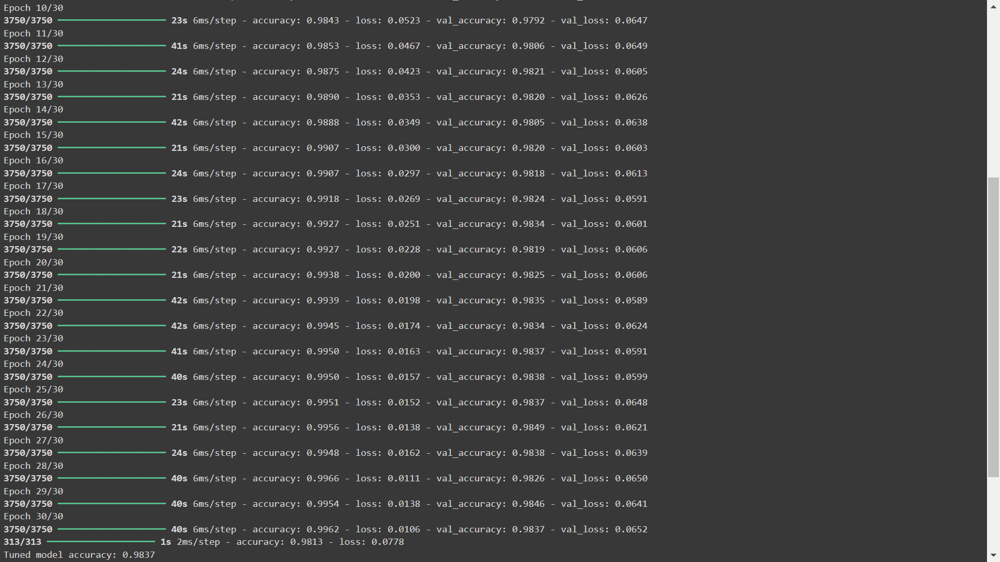 Epoch 10/30
3750/3750 ━━━━━━━━━━━━━━━━━━━━ 23s 6ms/step - accuracy: 0.9843 - loss: 0.0523 - val_accuracy: 0.9792 - val_loss: 0.0647
Epoch 11/30
3750/3750 ━━━━━━━━━━━━━━━━━━━━ 41s 6ms/step - accuracy: 0.9853 - loss: 0.0467 - val_accuracy: 0.9806 - val_loss: 0.0649
Epoch 12/30
3750/3750 ━━━━━━━━━━━━━━━━━━━━ 24s 6ms/step - accuracy: 0.9875 - loss: 0.0423 - val_accuracy: 0.9821 - val_loss: 0.0605
Epoch 13/30
3750/3750 ━━━━━━━━━━━━━━━━━━━━ 21s 6ms/step - accuracy: 0.9890 - loss: 0.0353 - val_accuracy: 0.9820 - val_loss: 0.0626
Epoch 14/30
3750/3750 ━━━━━━━━━━━━━━━━━━━━ 42s 6ms/step - accuracy: 0.9888 - loss: 0.0349 - val_accuracy: 0.9805 - val_loss: 0.0638
Epoch 15/30
3750/3750 ━━━━━━━━━━━━━━━━━━━━ 21s 6ms/step - accuracy: 0.9907 - loss: 0.0300 - val_accuracy: 0.9820 - val_loss: 0.0603
Epoch 16/30
3750/3750 ━━━━━━━━━━━━━━━━━━━━ 24s 6ms/step - accuracy: 0.9907 - loss: 0.0297 - val_accuracy: 0.9818 - val_loss: 0.0613
Epoch 17/30
3750/3750 ━━━━━━━━━━━━━━━━━━━━ 23s 6ms/step - accuracy: 0.9918 - loss: 0.0269 - val_accuracy: 0.9824 - val_loss: 0.0591
Epoch 18/30
3750/3750 ━━━━━━━━━━━━━━━━━━━━ 21s 6ms/step - accuracy: 0.9927 - loss: 0.0251 - val_accuracy: 0.9834 - val_loss: 0.0601
Epoch 19/30
3750/3750 ━━━━━━━━━━━━━━━━━━━━ 22s 6ms/step - accuracy: 0.9927 - loss: 0.0228 - val_accuracy: 0.9819 - val_loss: 0.0606
Epoch 20/30
3750/3750 ━━━━━━━━━━━━━━━━━━━━ 21s 6ms/step - accuracy: 0.9938 - loss: 0.0200 - val_accuracy: 0.9825 - val_loss: 0.0606
Epoch 21/30
3750/3750 ━━━━━━━━━━━━━━━━━━━━ 42s 6ms/step - accuracy: 0.9939 - loss: 0.0198 - val_accuracy: 0.9835 - val_loss: 0.0589
Epoch 22/30
3750/3750 ━━━━━━━━━━━━━━━━━━━━ 42s 6ms/step - accuracy: 0.9945 - loss: 0.0174 - val_accuracy: 0.9834 - val_loss: 0.0624
Epoch 23/30
3750/3750 ━━━━━━━━━━━━━━━━━━━━ 41s 6ms/step - accuracy: 0.9950 - loss: 0.0163 - val_accuracy: 0.9837 - val_loss: 0.0591
Epoch 24/30
3750/3750 ━━━━━━━━━━━━━━━━━━━━ 40s 6ms/step - accuracy: 0.9950 - loss: 0.0157 - val_accuracy: 0.9838 - val_loss: 0.0599
Epoch 25/30
3750/3750 ━━━━━━━━━━━━━━━━━━━━ 23s 6ms/step - accuracy: 0.9951 - loss: 0.0152 - val_accuracy: 0.9837 - val_loss: 0.0648
Epoch 26/30
3750/3750 ━━━━━━━━━━━━━━━━━━━━ 21s 6ms/step - accuracy: 0.9956 - loss: 0.0138 - val_accuracy: 0.9849 - val_loss: 0.0621
Epoch 27/30
3750/3750 ━━━━━━━━━━━━━━━━━━━━ 24s 6ms/step - accuracy: 0.9948 - loss: 0.0162 - val_accuracy: 0.9838 - val_loss: 0.0639
Epoch 28/30
3750/3750 ━━━━━━━━━━━━━━━━━━━━ 40s 6ms/step - accuracy: 0.9966 - loss: 0.0111 - val_accuracy: 0.9826 - val_loss: 0.0650
Epoch 29/30
3750/3750 ━━━━━━━━━━━━━━━━━━━━ 40s 6ms/step - accuracy: 0.9954 - loss: 0.0138 - val_accuracy: 0.9846 - val_loss: 0.0641
Epoch 30/30
3750/3750 ━━━━━━━━━━━━━━━━━━━━ 40s 6ms/step - accuracy: 0.9962 - loss: 0.0106 - val_accuracy: 0.9837 - val_loss: 0.0652
313/313 ━━━━━━━━━━━━━━━━━━━━ 1s 2ms/step - accuracy: 0.9813 - loss: 0.0778
Tuned model accuracy: 0.9837